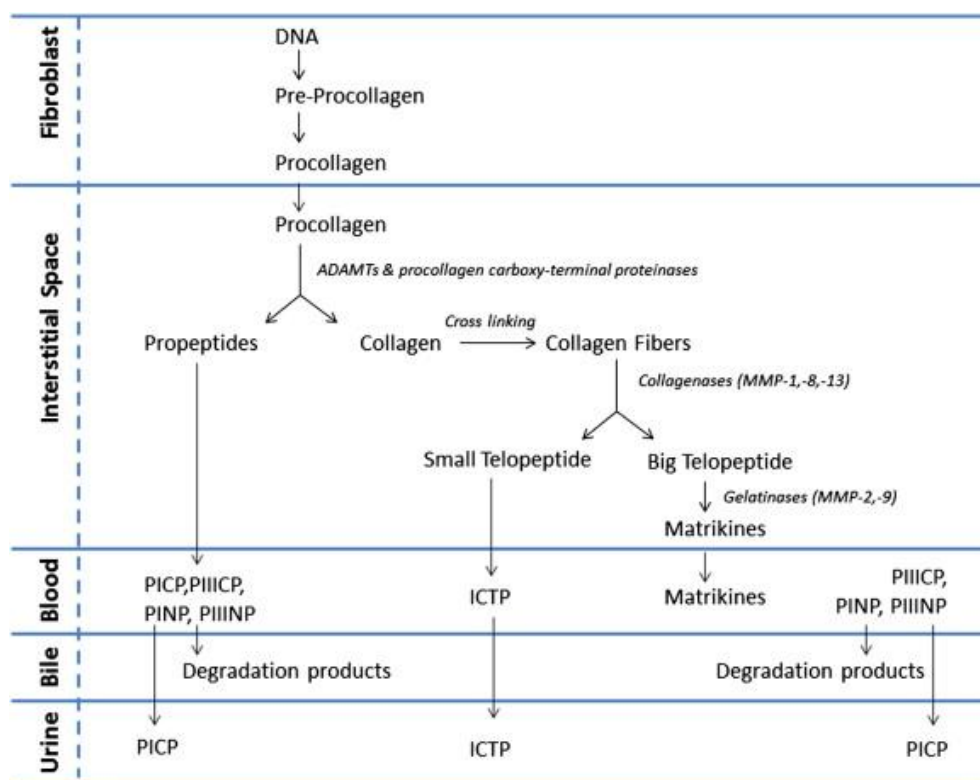 Fibroblast
DNA
Pre-Procollagen
Procollagen
Interstitial Space
Procollagen
ADAMTs & procollagen carboxy-terminal proteinases
Propeptides
Collagen
Cross linking
Collagen Fibers
Collagenases (MMP-1,-8,-13)
Small Telopeptide
Big Telopeptide
Gelatinases (MMP-2,-9)
Matrikines
Blood
PICP,PIIICP,
PINP, PIIINP
ICTP
Matrikines
PIIICP,
PINP, PIIINP
Bile
Degradation products
Degradation products
Urine
PICP
ICTP
PICP